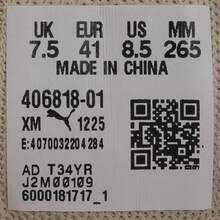 UK EUR US MM
7.5 41 8.5 265
MADE IN CHINA
406818-01
XM PUMA 1225
E: 4070032204284
AD T34YR
J2M00109
6000181717_1